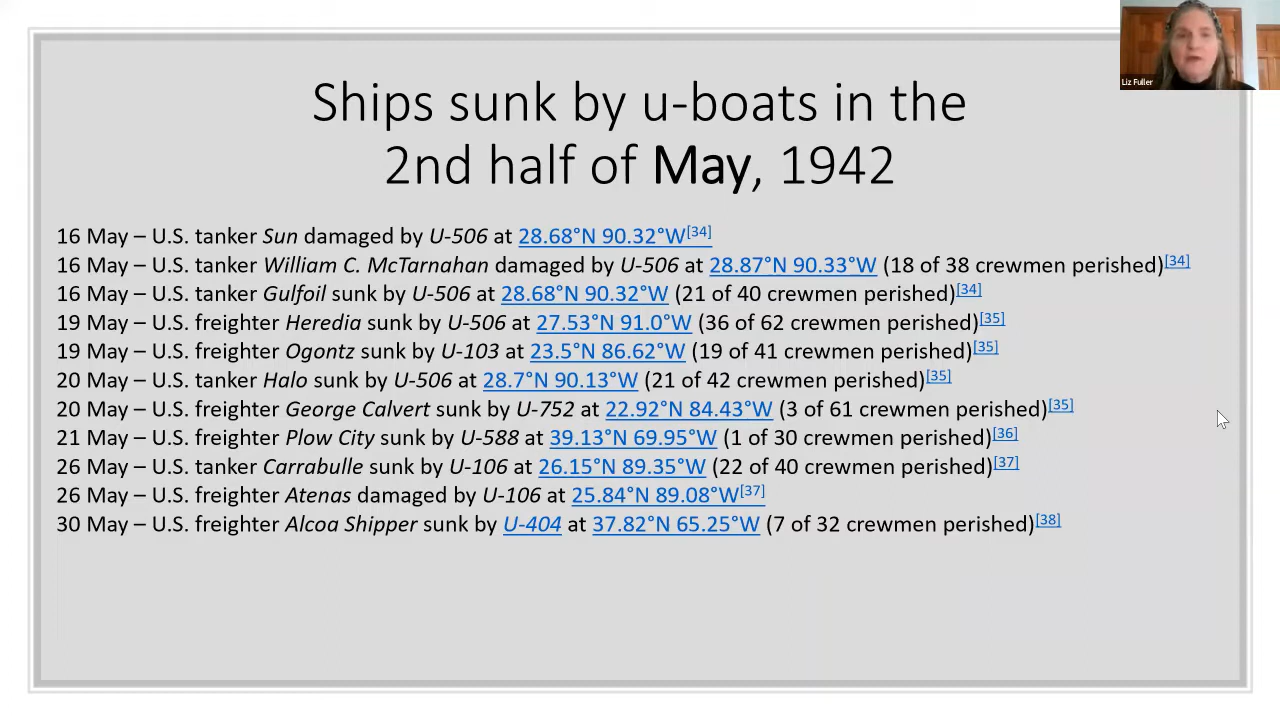 Liz Fuller
Ships sunk by u-boats in the
2nd half of May, 1942
16 May – U.S. tanker Sun damaged by U-506 at 28.68°N 90.32°W[34]
16 May – U.S. tanker William C. McTarnahan damaged by U-506 at 28.87°N 90.33°W (18 of 38 crewmen perished)[34]
16 May – U.S. tanker Gulfoil sunk by U-506 at 28.68°N 90.32°W (21 of 40 crewmen perished)[34]
19 May – U.S. freighter Heredia sunk by U-506 at 27.53°N 91.0°W (36 of 62 crewmen perished)[35]
19 May – U.S. freighter Ogontz sunk by U-103 at 23.5°N 86.62°W (19 of 41 crewmen perished)[35]
20 May – U.S. tanker Halo sunk by U-506 at 28.7°N 90.13°W (21 of 42 crewmen perished)[35]
20 May – U.S. freighter George Calvert sunk by U-752 at 22.92°N 84.43°W (3 of 61 crewmen perished)[35]
21 May – U.S. freighter Plow City sunk by U-588 at 39.13°N 69.95°W (1 of 30 crewmen perished)[36]
26 May – U.S. tanker Carrabulle sunk by U-106 at 26.15°N 89.35°W (22 of 40 crewmen perished)[37]
26 May – U.S. freighter Atenas damaged by U-106 at 25.84°N 89.08°W[37]
30 May – U.S. freighter Alcoa Shipper sunk by U-404 at 37.82°N 65.25°W (7 of 32 crewmen perished)[38]